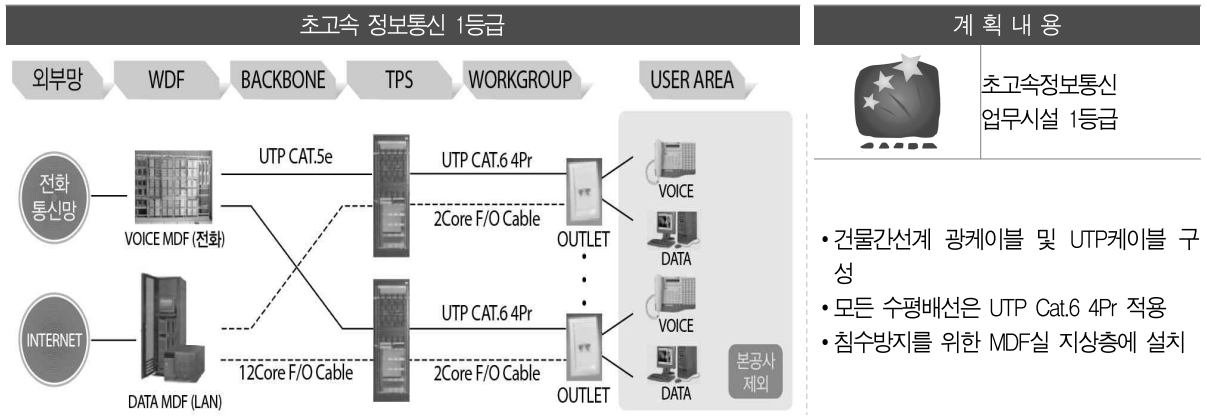 초고속 정보통신 1등급
외부망
WDF
BACKBONE
TPS
WORKGROUP
USER AREA
전화
통신망
VOICE MDF (전화)
INTERNET
DATA MDF (LAN)
UTP CAT.5e
12Core F/O Cable
UTP CAT.6 4Pr
2Core F/O Cable
OUTLET
VOICE
DATA
UTP CAT.6 4Pr
2Core F/O Cable
OUTLET
VOICE
DATA
본공사
제외
계 획 내 용
초고속정보통신
업무시설 1등급
• 건물간선계 광케이블 및 UTP케이블 구
성
• 모든 수평배선은 UTP Cat.6 4Pr 적용
• 침수방지를 위한 MDF실 지상층에 설치